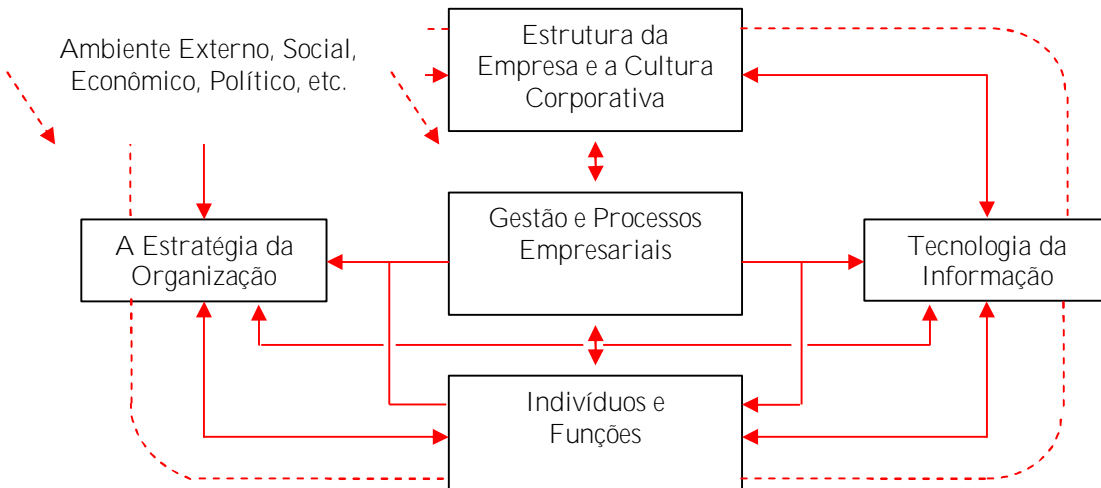 Ambiente Externo, Social,
Econômico, Político, etc.
Estrutura da
Empresa e a Cultura
Corporativa
Gestão e Processos
Empresariais
A Estratégia da
Organização
Tecnologia da
Informação
Indivíduos e
Funções